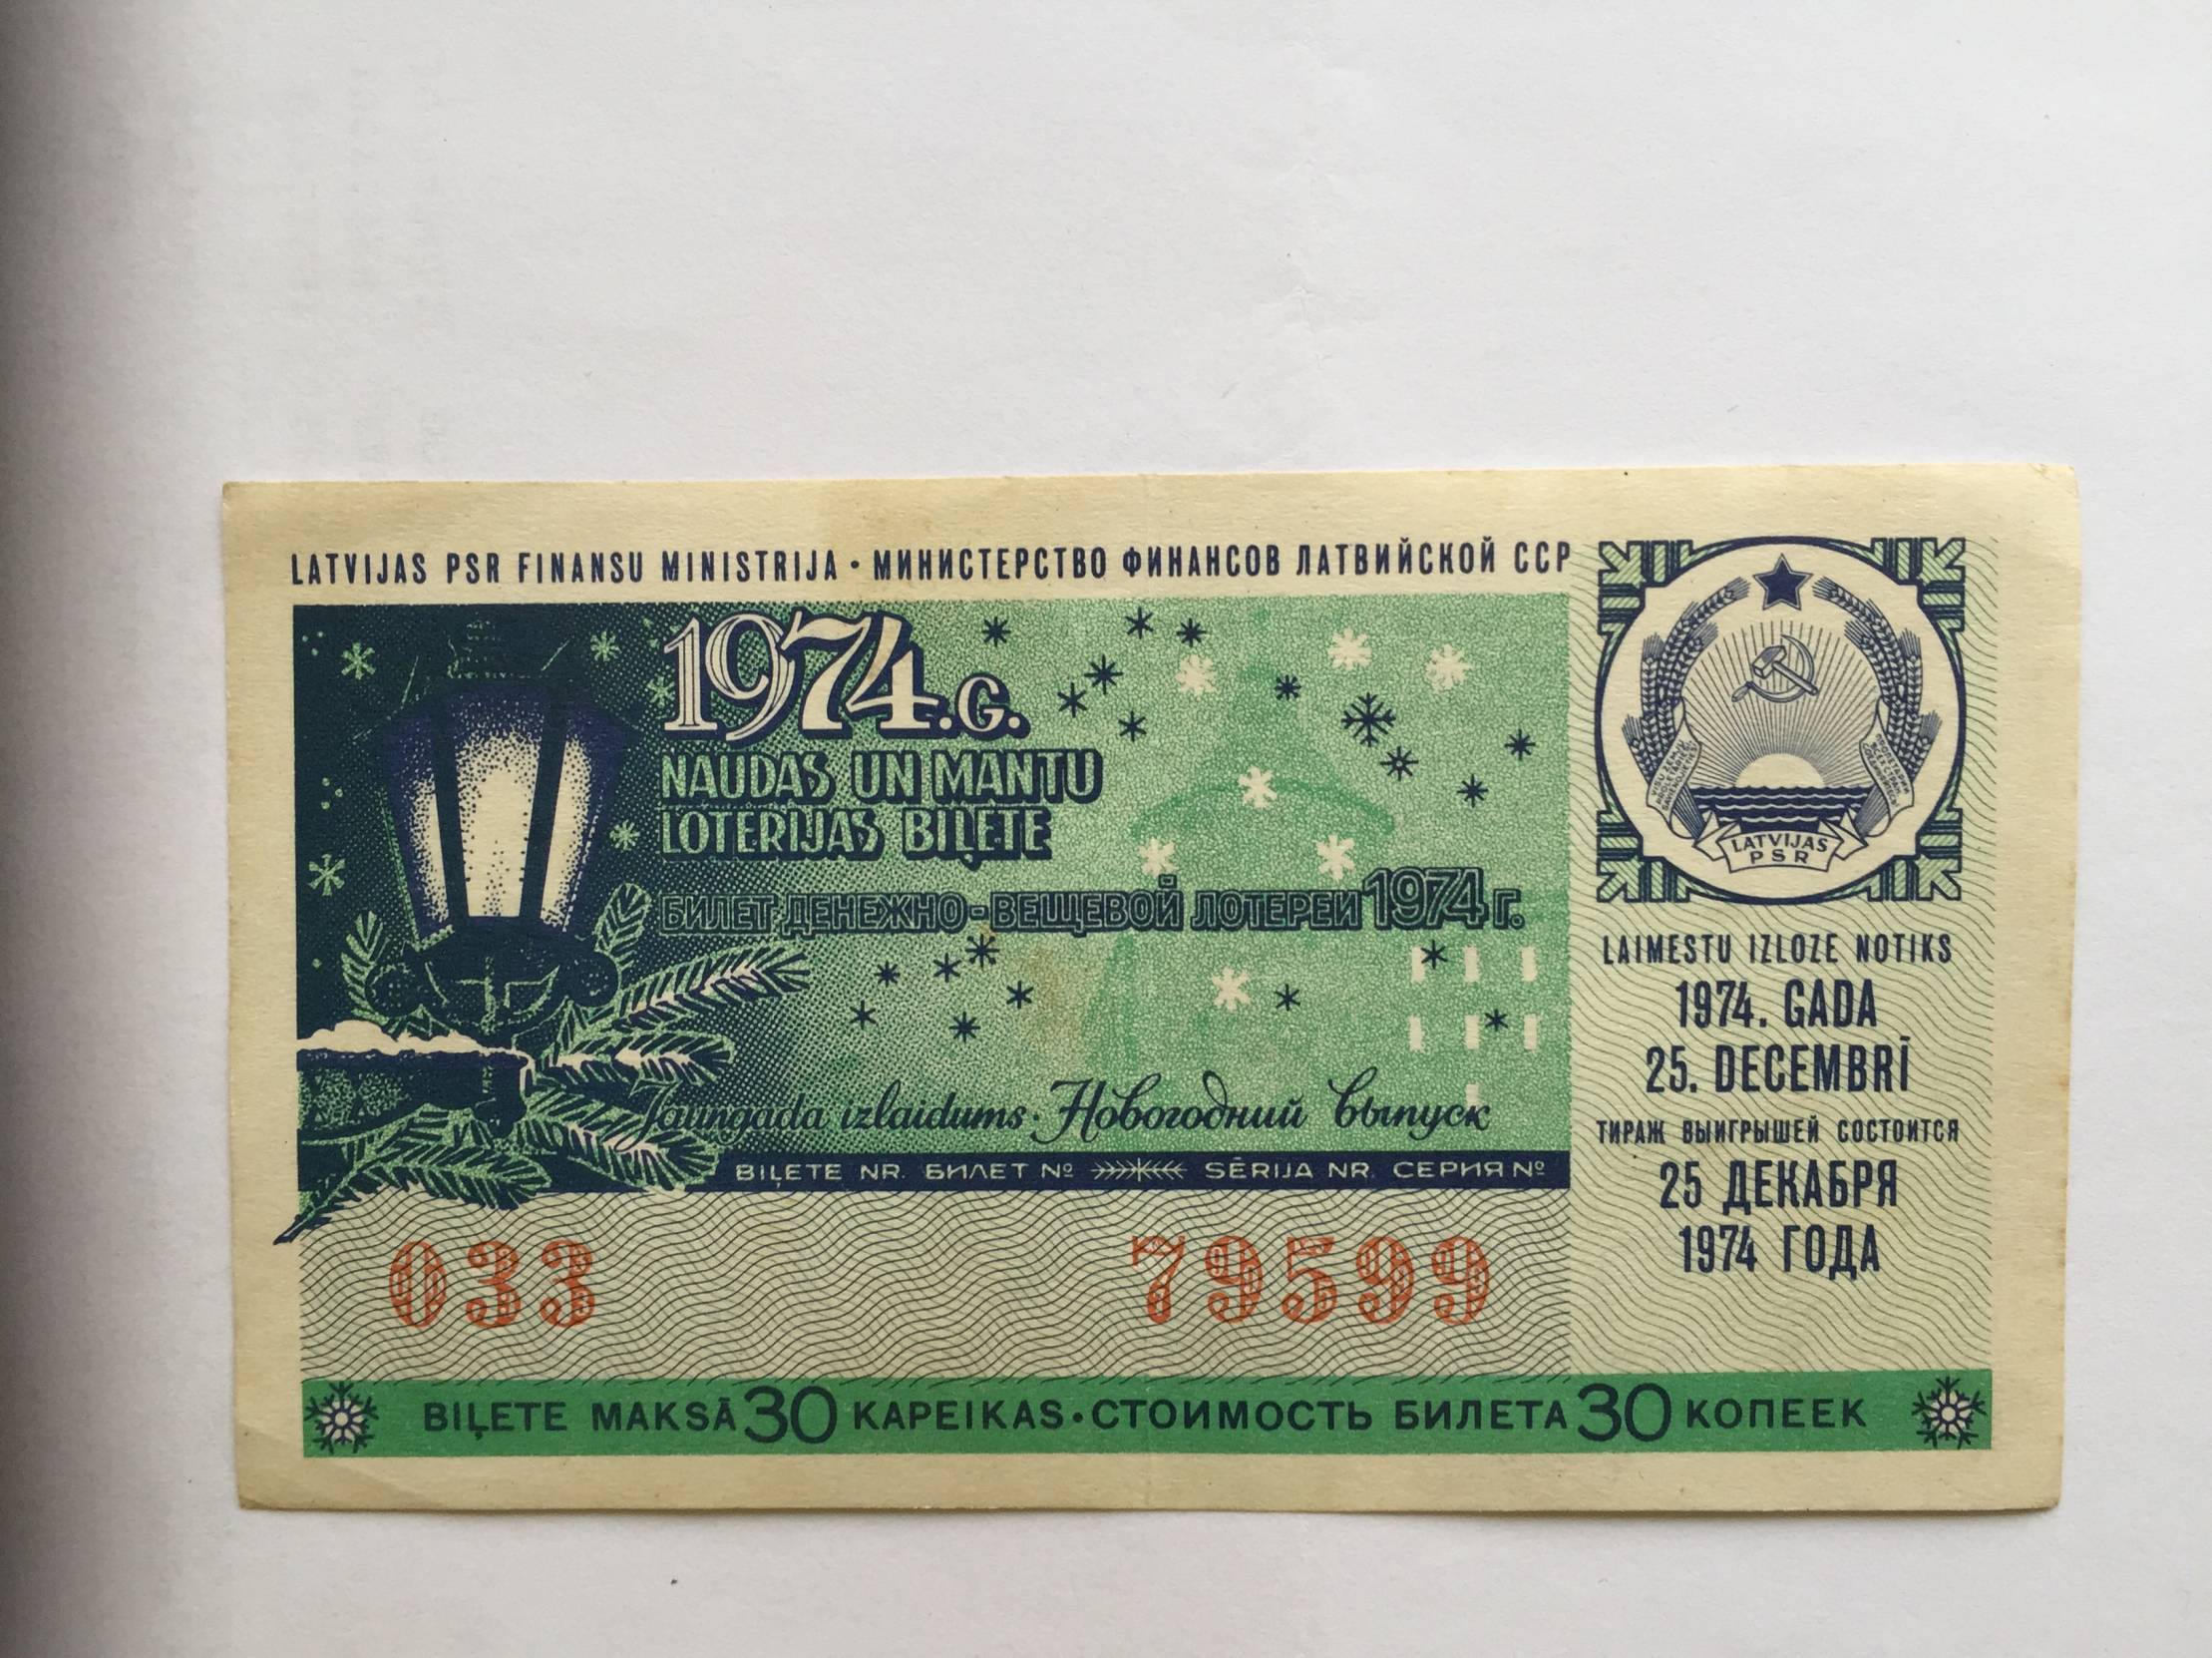 LATVIJAS PSR FINANSU MINISTRIJA • МИНИСТЕРСТВО ФИНАНСОВ ЛАТВИЙСКОЙ ССР
1974.G.
NAUDAS UN MANTU
LOTERIJAS BIĻETE
БИЛЕТ ДЕНЕЖНО-ВЕЩЕВОЙ ЛОТЕРЕИ 1974 г.
Jaungada izlaidums · Новогодний выпуск
BIĻETE NR. БИЛЕТ № SĒRIJA NR. СЕРИЯ №
033 79599
LATVIJAS
PSR
LAIMESTU IZLOZE NOTIKS
1974. GADA
25. DECEMBRĪ
ТИРАЖ ВЫИГРЫШЕЙ СОСТОИТСЯ
25 ДЕКАБРЯ
1974 ГОДА
BIĻETE MAKSĀ 30 KAPEIKAS • СТОИМОСТЬ БИЛЕТА 30 КОПЕЕК